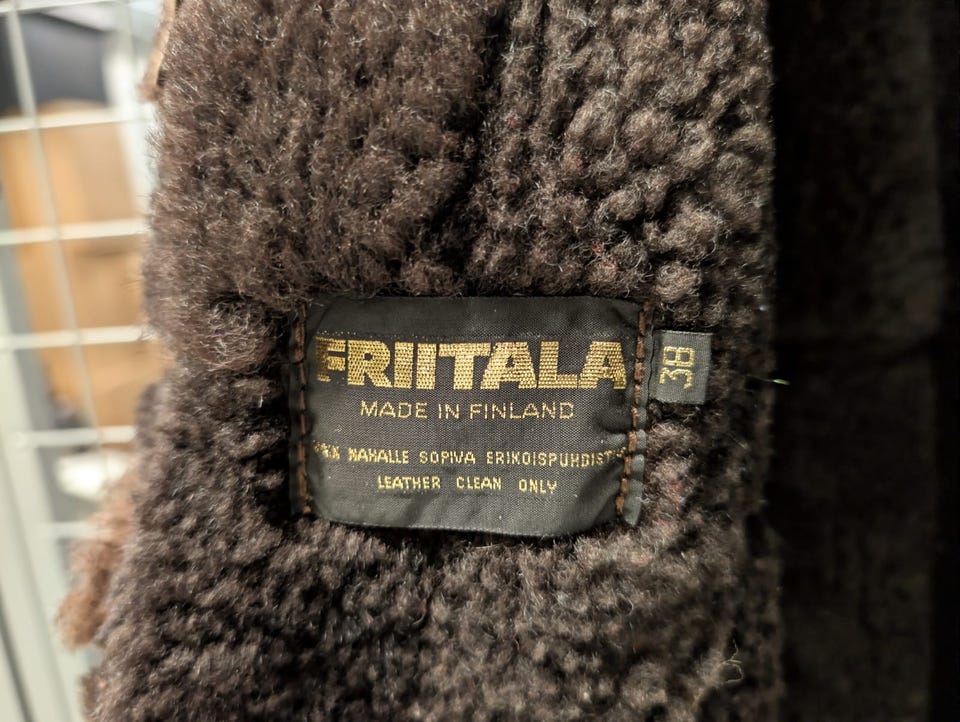 FRIITALA
MADE IN FINLAND
NAHALLE SOPIVA
LEATHER CLEAN ONLY
38